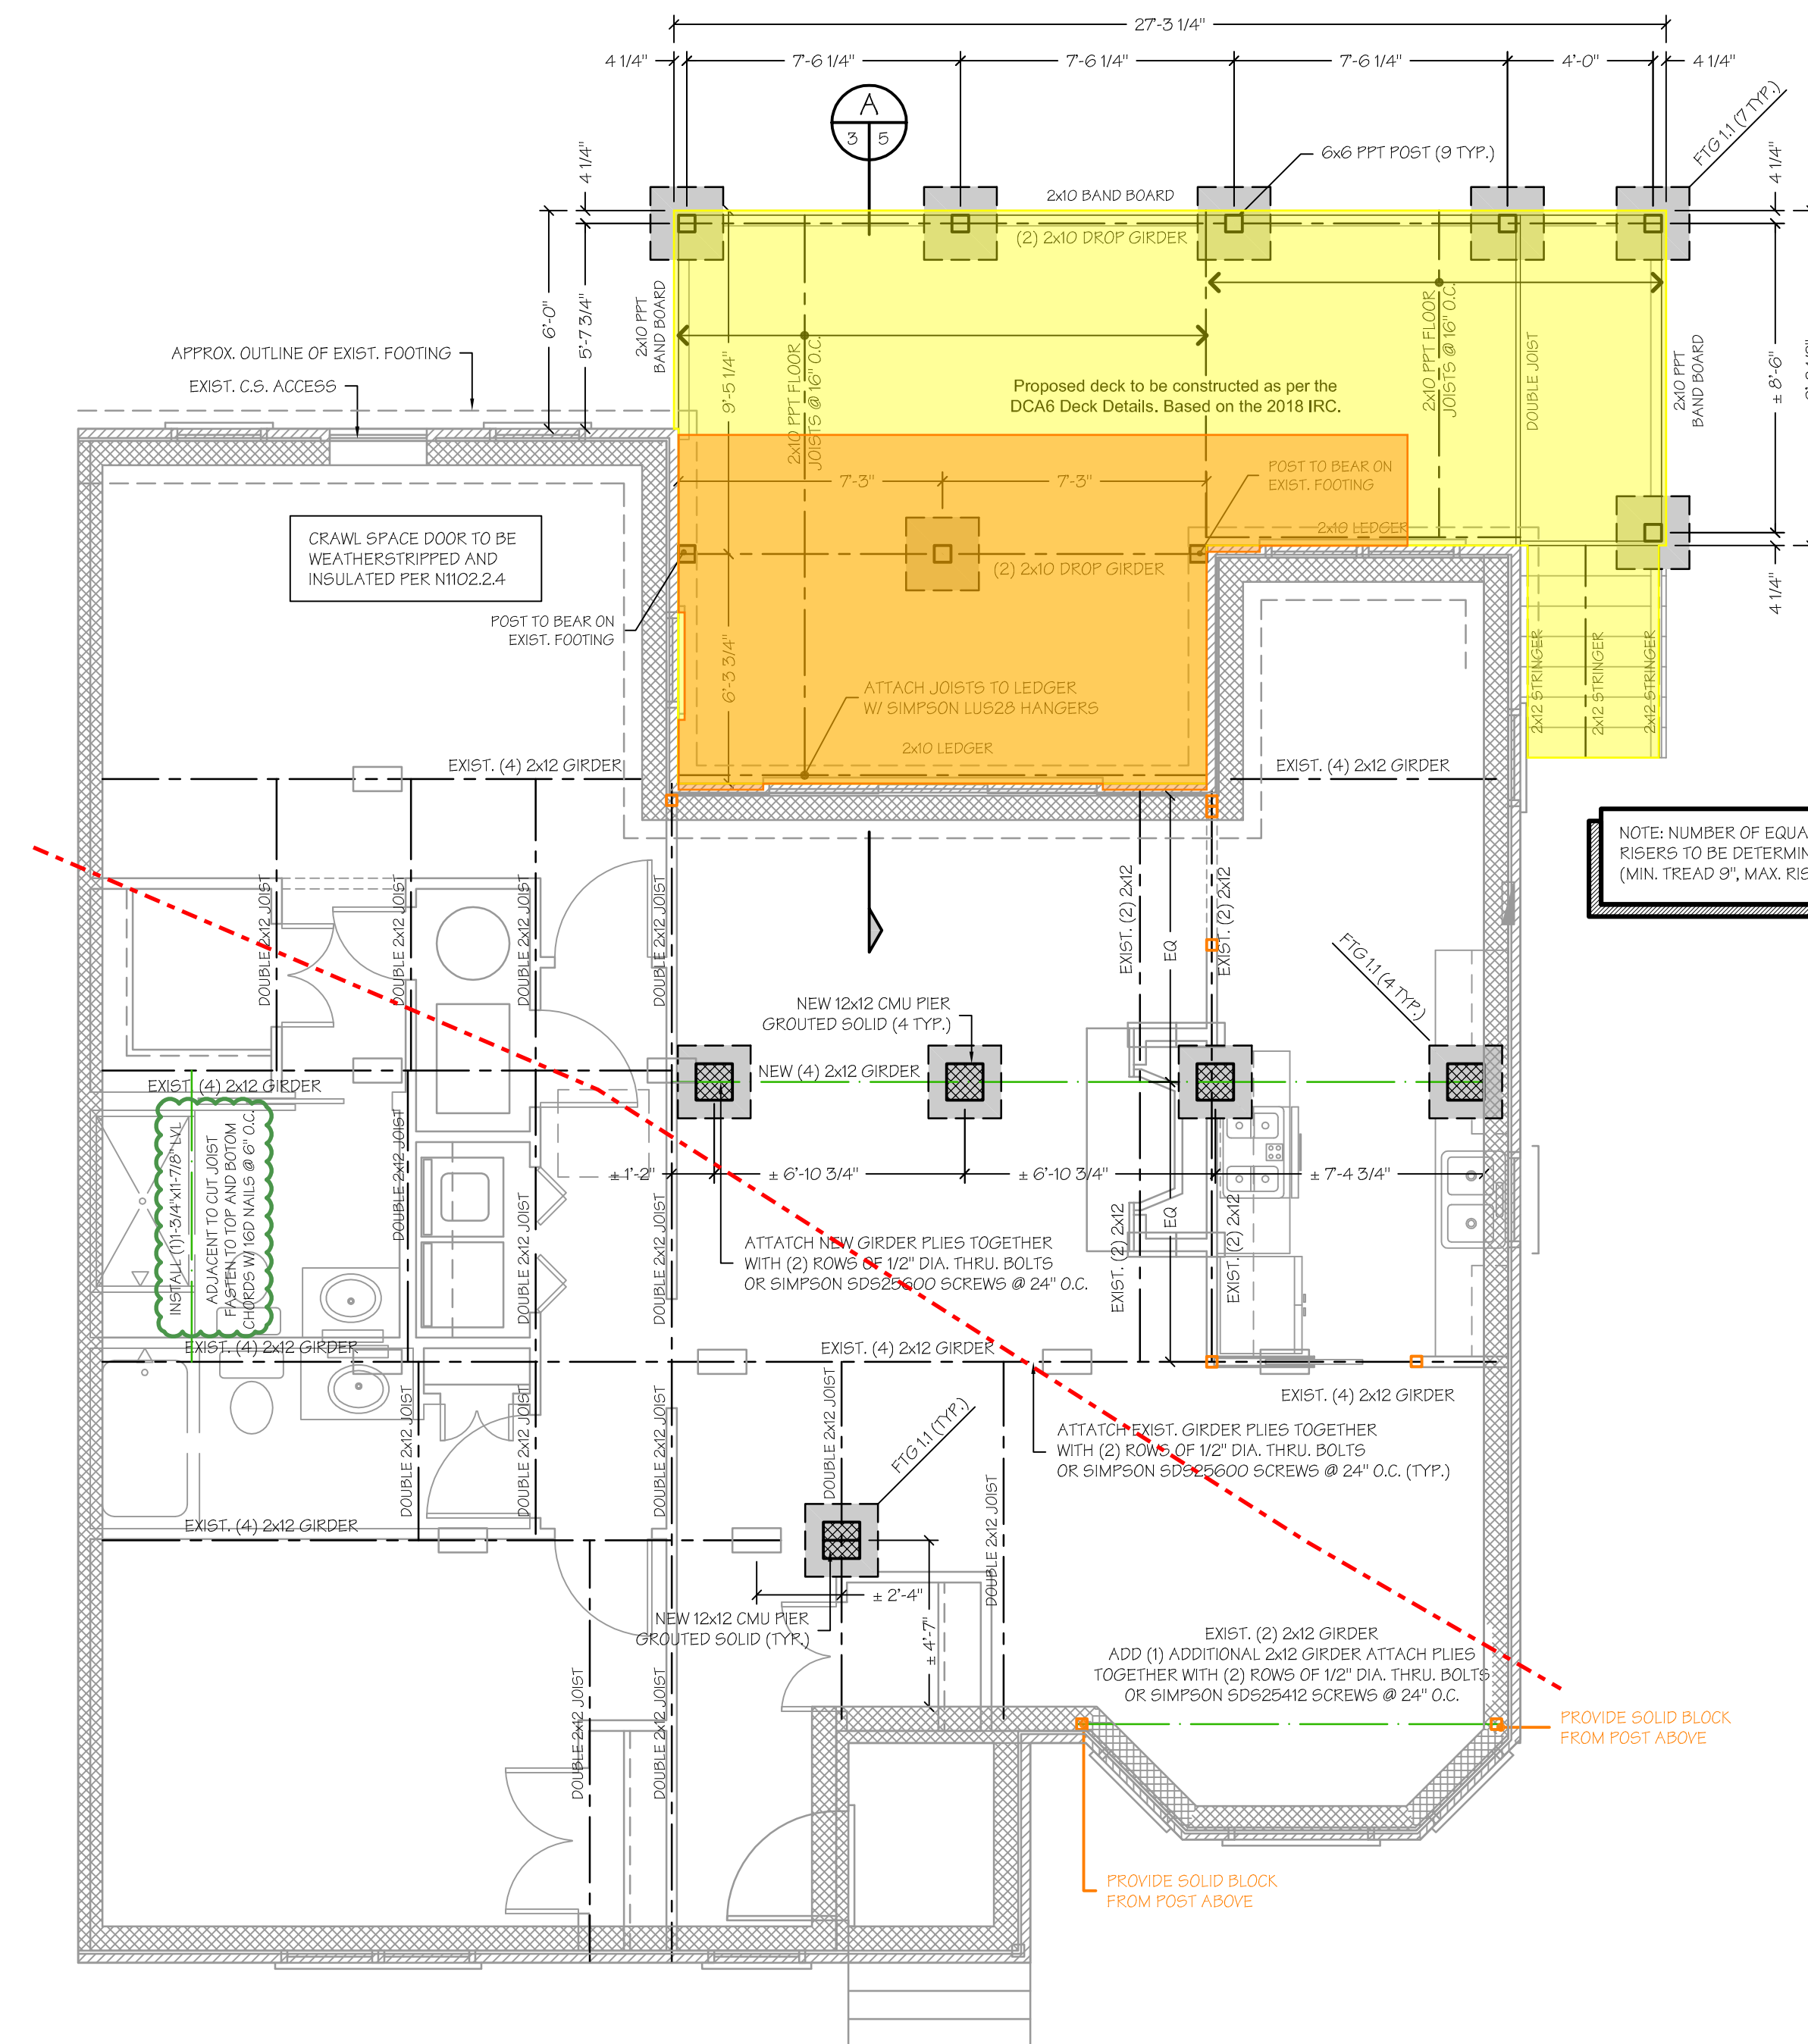 27'-3 1/4"
4 1/4"
7'-6 1/4"
7'-6 1/4"
7'-6 1/4"
4'-0"
4 1/4"
A
3
5
6x6 PPT POST (9 TYP.)
FTG 1.1 (7 TYP.)
4 1/4"
4 1/4"
2x10 BAND BOARD
(2) 2x10 DROP GIRDER
6'-0"
5'-7 3/4"
2x10 PPT
BAND BOARD
9'-5 1/4"
2x10 PPT FLOOR
JOISTS @ 16" O.C.
2x10 PPT FLOOR
JOISTS @ 16" O.C.
DOUBLE JOIST
2x10 PPT
BAND BOARD
± 8'-6"
APPROX. OUTLINE OF EXIST. FOOTING
EXIST. C.S. ACCESS
Proposed deck to be constructed as per the
DCA6 Deck Details. Based on the 2018 IRC.
7'-3"
7'-3"
POST TO BEAR ON
EXIST. FOOTING
2x10 LEDGER
CRAWL SPACE DOOR TO BE
WEATHERSTRIPPED AND
INSULATED PER N1102.2.4
(2) 2x10 DROP GIRDER
4 1/4"
POST TO BEAR ON
EXIST. FOOTING
6'-3 3/4"
ATTACH JOISTS TO LEDGER
W/ SIMPSON LUS28 HANGERS
2x10 LEDGER
2x12 STRINGER
2x12 STRINGER
2x12 STRINGER
EXIST. (4) 2x12 GIRDER
EXIST. (4) 2x12 GIRDER
NOTE: NUMBER OF EQUA
RISERS TO BE DETERMIN
(MIN. TREAD 9", MAX. RIS
DOUBLE 2x12 JOIST
DOUBLE 2x12 JOIST
DOUBLE 2x12 JOIST
DOUBLE 2x12 JOIST
EXIST. (2) 2x12
EQ
EXIST. (2) 2x12
FTG 1.1 (4 TYP.)
NEW 12x12 CMU PIER
GROUTED SOLID (4 TYP.)
NEW (4) 2x12 GIRDER
EXIST. (4) 2x12 GIRDER
INSTALL (1)1-3/4"x11-7/8" LVL
ADJACENT TO CUT JOIST
FASTEN TO TOP AND BOTOM
CHORDS W/ 16D NAILS @ 6" O.C.
DOUBLE 2x12 JOIST
DOUBLE 2x12 JOIST
DOUBLE 2x12 JOIST
± 1'-2"
± 6'-10 3/4"
± 6'-10 3/4"
± 7'-4 3/4"
EXIST. (2) 2x12
EQ
EXIST. (2) 2x12
ATTATCH NEW GIRDER PLIES TOGETHER
WITH (2) ROWS OF 1/2" DIA. THRU. BOLTS
OR SIMPSON SDS25600 SCREWS @ 24" O.C.
EXIST. (4) 2x12 GIRDER
EXIST. (4) 2x12 GIRDER
EXIST. (4) 2x12 GIRDER
DOUBLE 2x12 JOIST
DOUBLE 2x12 JOIST
DOUBLE 2x12 JOIST
DOUBLE 2x12 JOIST
FTG 1.1 (TYP.)
DOUBLE 2x12 JOIST
ATTATCH EXIST. GIRDER PLIES TOGETHER
WITH (2) ROWS OF 1/2" DIA. THRU. BOLTS
OR SIMPSON SDS25600 SCREWS @ 24" O.C. (TYP.)
EXIST. (4) 2x12 GIRDER
± 2'-4"
± 4'-7"
NEW 12x12 CMU PIER
GROUTED SOLID (TYP.)
DOUBLE 2x12 JOIST
DOUBLE 2x12 JOIST
EXIST. (2) 2x12 GIRDER
ADD (1) ADDITIONAL 2x12 GIRDER ATTACH PLIES
TOGETHER WITH (2) ROWS OF 1/2" DIA. THRU. BOLTS
OR SIMPSON SDS25412 SCREWS @ 24" O.C.
PROVIDE SOLID BLOCK
FROM POST ABOVE
PROVIDE SOLID BLOCK
FROM POST ABOVE